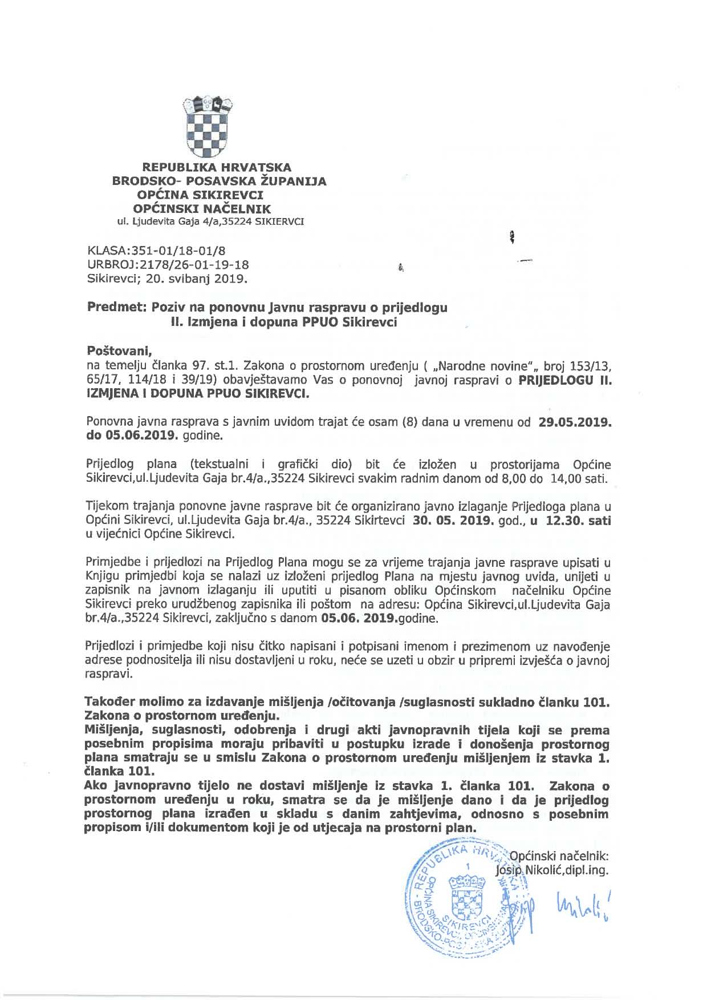 REPUBLIKA HRVATSKA
BRODSKO- POSAVSKA ŽUPANIJA
OPĆINA SIKIREVCI
OPĆINSKI NAČELNIK
ul. Ljudevita Gaja 4/a,35224 SIKIERVCI
KLASA:351-01/18-01/8
URBROJ:2178/26-01-19-18
Sikirevci; 20. svibanj 2019.
Predmet: Poziv na ponovnu Javnu raspravu o prijedlogu
II. Izmjena i dopuna PPUO Sikirevci
Poštovani,
na temelju članka 97. st.1. Zakona o prostornom uređenju ( „Narodne novine“„ broj 153/13,
65/17, 114/18 i 39/19) obavještavamo Vas o ponovnoj javnoj raspravi o PRIJEDLOGU II.
IZMJENA I DOPUNA PPUO SIKIREVCI.
Ponovna javna rasprava s javnim uvidom trajat će osam (8) dana u vremenu od 29.05.2019.
do 05.06.2019. godine.
Prijedlog plana (tekstualni i grafički dio) bit će izložen u prostorijama Općine
Sikirevci,ul.Ljudevita Gaja br.4/a.,35224 Sikirevci svakim radnim danom od 8,00 do 14,00 sati.
Tijekom trajanja ponovne javne rasprave bit će organizirano javno izlaganje Prijedloga plana u
Općini Sikirevci, ul.Ljudevita Gaja br.4/a., 35224 Sikirtevci 30. 05. 2019. god., u 12.30. sati
u vijećnici Općine Sikirevci.
Primjedbe i prijedlozi na Prijedlog Plana mogu se za vrijeme trajanja javne rasprave upisati u
Knjigu primjedbi koja se nalazi uz izloženi prijedlog Plana na mjestu javnog uvida, unijeti u
zapisnik na javnom izlaganju ili uputiti u pisanom obliku Općinskom načelniku Općine
Sikirevci preko urudžbenog zapisnika ili poštom na adresu: Općina Sikirevci,ul.Ljudevita Gaja
br.4/a.,35224 Sikirevci, zaključno s danom 05.06. 2019.godine.
Prijedlozi i primjedbe koji nisu čitko napisani i potpisani imenom i prezimenom uz navođenje
adrese podnositelja ili nisu dostavljeni u roku, neće se uzeti u obzir u pripremi izvješća o javnoj
raspravi.
Također molimo za izdavanje mišljenja /očitovanja /suglasnosti sukladno članku 101.
Zakona o prostornom uređenju.
Mišljenja, suglasnosti, odobrenja i drugi akti javnopravnih tijela koji se prema
posebnim propisima moraju pribaviti u postupku izrade i donošenja prostornog
plana smatraju se u smislu Zakona o prostornom uređenju mišljenjem iz stavka 1.
članka 101.
Ako javnopravno tijelo ne dostavi mišljenje iz stavka 1. članka 101. Zakona o
prostornom uređenju u roku, smatra se da je mišljenje dano i da je prijedlog
prostornog plana izrađen u skladu s danim zahtjevima, odnosno s posebnim
propisom i/ili dokumentom koji je od utjecaja na prostorni plan.
Općinski načelnik:
Josip Nikolić,dipl.ing.
REPUBLIKA HRVATSKA
BRODSKO-POSAVSKA
OPĆINA SIKIREVCI, OPĆINSKI
SIKIREVCI
1